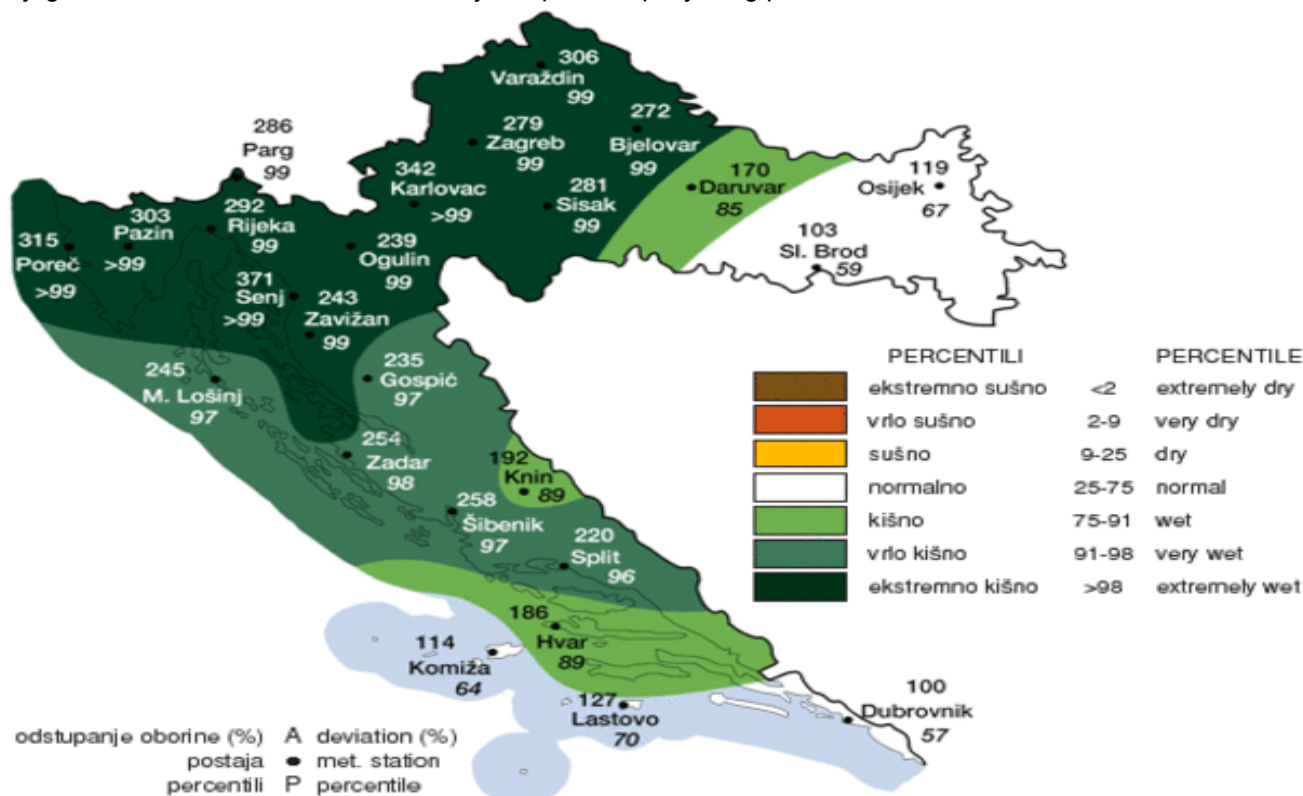 306
Varaždin
99
272
Bjelovar
99
279
Zagreb
99
286
Parg
99
342
Karlovac
>99
281
Sisak
99
170
Daruvar
85
119
Osijek
67
103
Sl. Brod
59
292
Rijeka
99
303
Pazin
>99
315
Poreč
>99
239
Ogulin
99
371
Senj
>99
243
Zavižan
99
245
M. Lošinj
97
235
Gospić
97
254
Zadar
98
192
Knin
89
258
Šibenik
97
220
Split
96
186
Hvar
89
114
Komiža
64
127
Lastovo
70
100
Dubrovnik
57
PERCENTILI PERCENTILE
ekstremno sušno <2 extremely dry
vrlo sušno 2-9 very dry
sušno 9-25 dry
normalno 25-75 normal
kišno 75-91 wet
vrlo kišno 91-98 very wet
ekstremno kišno >98 extremely wet
odstupanje oborine (%) A deviation (%)
postaja ● met. station
percentili P percentile